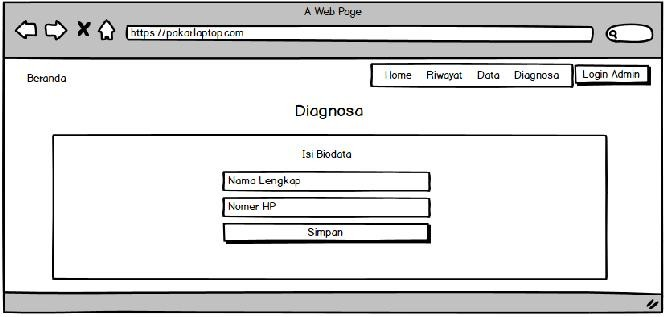 A Web Page
https://pakarlaptop.com
Beranda
Home Riwayat Data Diagnosa Login Admin
Diagnosa
Isi Biodata
Nama Lengkap
Nomer HP
Simpan